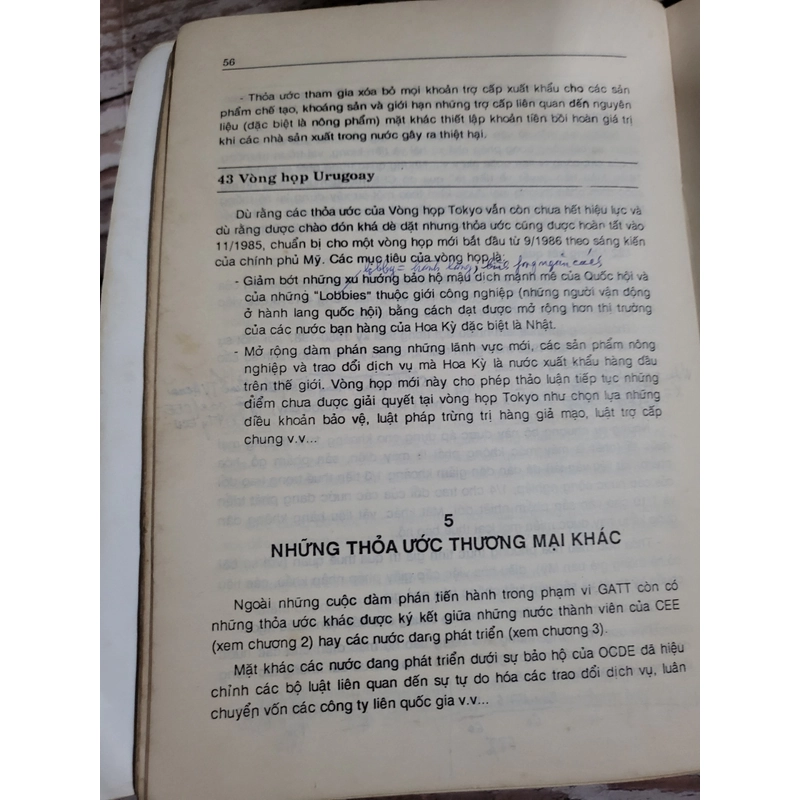 56
- Thỏa ước tham gia xóa bỏ mọi khoản trợ cấp xuất khẩu cho các sản
phẩm chế tạo, khoáng sản và giới hạn những trợ cấp liên quan đến nguyên
liệu (đặc biệt là nông phẩm) mặt khác thiết lập khoản tiền bồi hoàn giá trị
khi các nhà sản xuất trong nước gây ra thiệt hại.
43 Vòng họp Urugoay
Dù rằng các thỏa ước của Vòng họp Tokyo vẫn còn chưa hết hiệu lực và
dù rằng được chào đón khá dè dặt nhưng thỏa ước cũng được hoàn tất vào
11/1985, chuẩn bị cho một vòng họp mới bắt đầu từ 9/1986 theo sáng kiến
của chính phủ Mỹ. Các mục tiêu của vòng họp là:
lobby = hành lang,
- Giảm bớt những xu hướng bảo hộ mậu dịch mạnh mẽ của Quốc hội và
của những "Lobbies" thuộc giới công nghiệp (những người vận động
ở hành lang quốc hội) bằng cách đạt được mở rộng hơn thị trường
của các nước bạn hàng của Hoa Kỳ đặc biệt là Nhật.
- Mở rộng đàm phán sang những lãnh vực mới, các sản phẩm nông
nghiệp và trao đổi dịch vụ mà Hoa Kỳ là nước xuất khẩu hàng đầu
trên thế giới. Vòng họp mới này cho phép thảo luận tiếp tục những
điểm chưa được giải quyết tại vòng họp Tokyo như chọn lựa những
điều khoản bảo vệ, luật pháp trừng trị hàng giả mạo, luật trợ cấp
chung v.v...
5
NHỮNG THỎA ƯỚC THƯƠNG MẠI KHÁC
Ngoài những cuộc đàm phán tiến hành trong phạm vi GATT còn có
những thỏa ước khác được ký kết giữa những nước thành viên của CEE
(xem chương 2) hay các nước đang phát triển (xem chương 3).
Mặt khác các nước đang phát triển dưới sự bảo hộ của OCDE đã hiệu
chỉnh các bộ luật liên quan đến sự tự do hóa các trao đổi dịch vụ, luân
chuyển vốn các công ty liên quốc gia v.v...